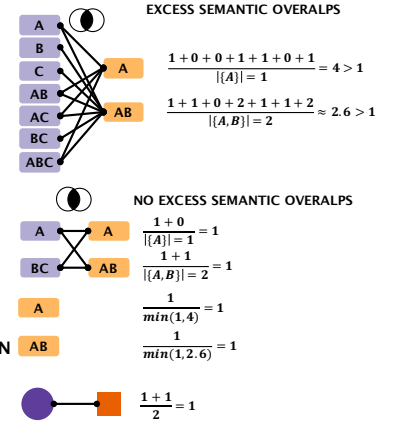 EXCESS SEMANTIC OVERALPS
A
B
C
AB
AC
BC
ABC
A
AB
1 + 0 + 0 + 1 + 1 + 0 + 1
|{A}| = 1
= 4 > 1
1 + 1 + 0 + 2 + 1 + 1 + 2
|{A, B}| = 2
≈ 2.6 > 1
NO EXCESS SEMANTIC OVERALPS
A
A
1 + 0
|{A}| = 1
= 1
BC
AB
1 + 1
|{A, B}| = 2
= 1
A
1
min(1, 4)
= 1
N
AB
1
min(1, 2.6)
= 1
1 + 1
2
= 1